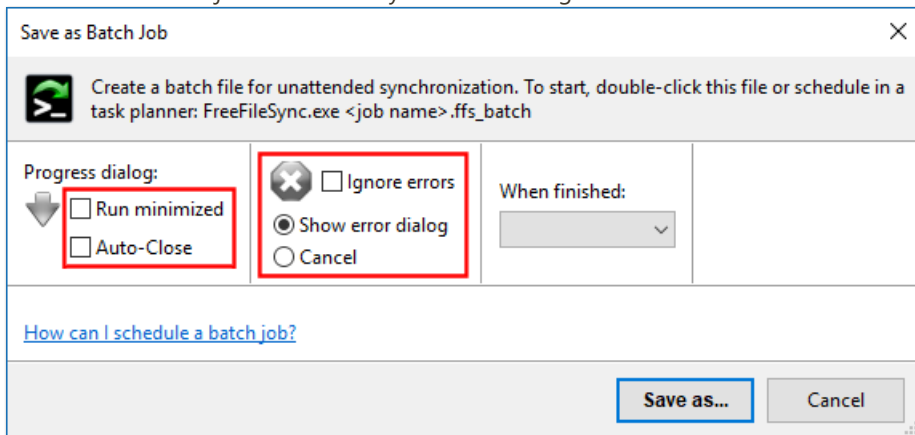 Save as Batch Job
Create a batch file for unattended synchronization. To start, double-click this file or schedule in a
task planner: FreeFileSync.exe <job name>.ffs_batch
Progress dialog:
Run minimized
Auto-Close
Ignore errors
Show error dialog
Cancel
When finished:
How can I schedule a batch job?
Save as...
Cancel